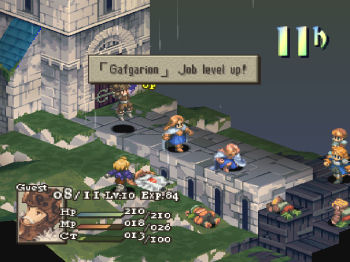 11h
「Gafgarion」 Job level up!
up
Guest
08/11 Lv.10 Exp.84
Hp 210/210
Mp 018/026
CT 013/100